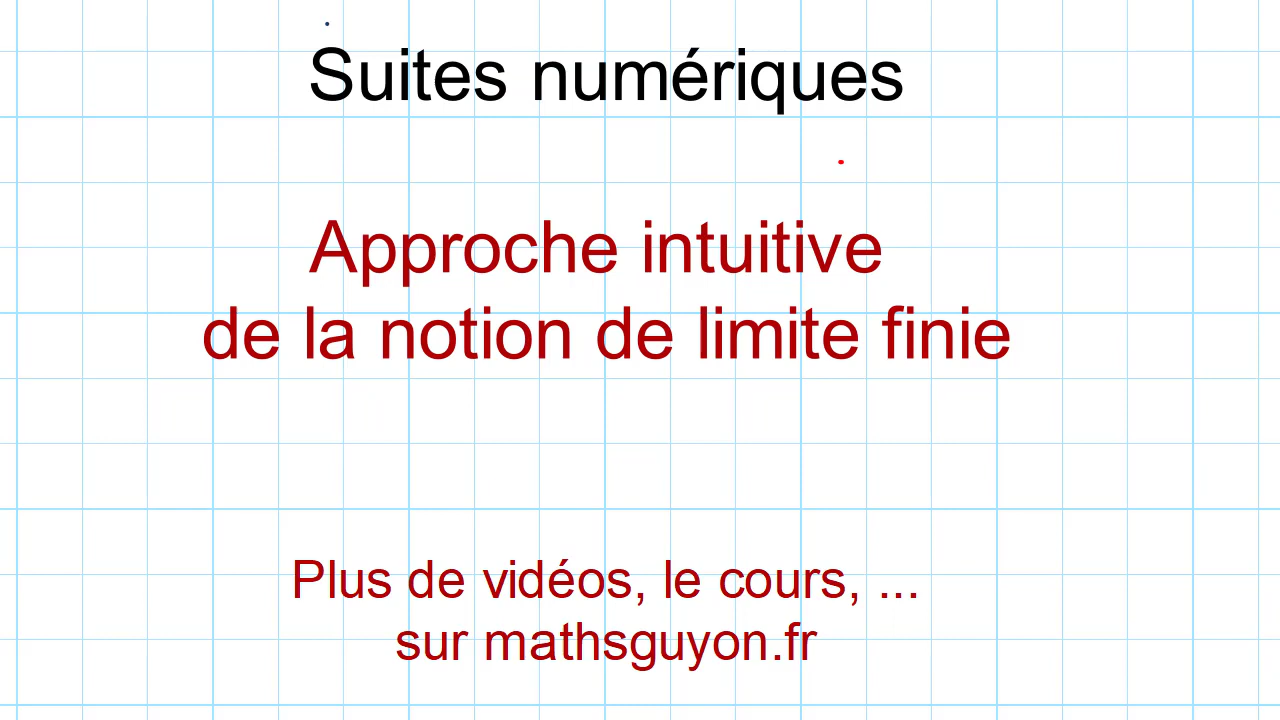 Suites numériques
Approche intuitive
de la notion de limite finie
Plus de vidéos, le cours, ...
sur mathsguyon.fr